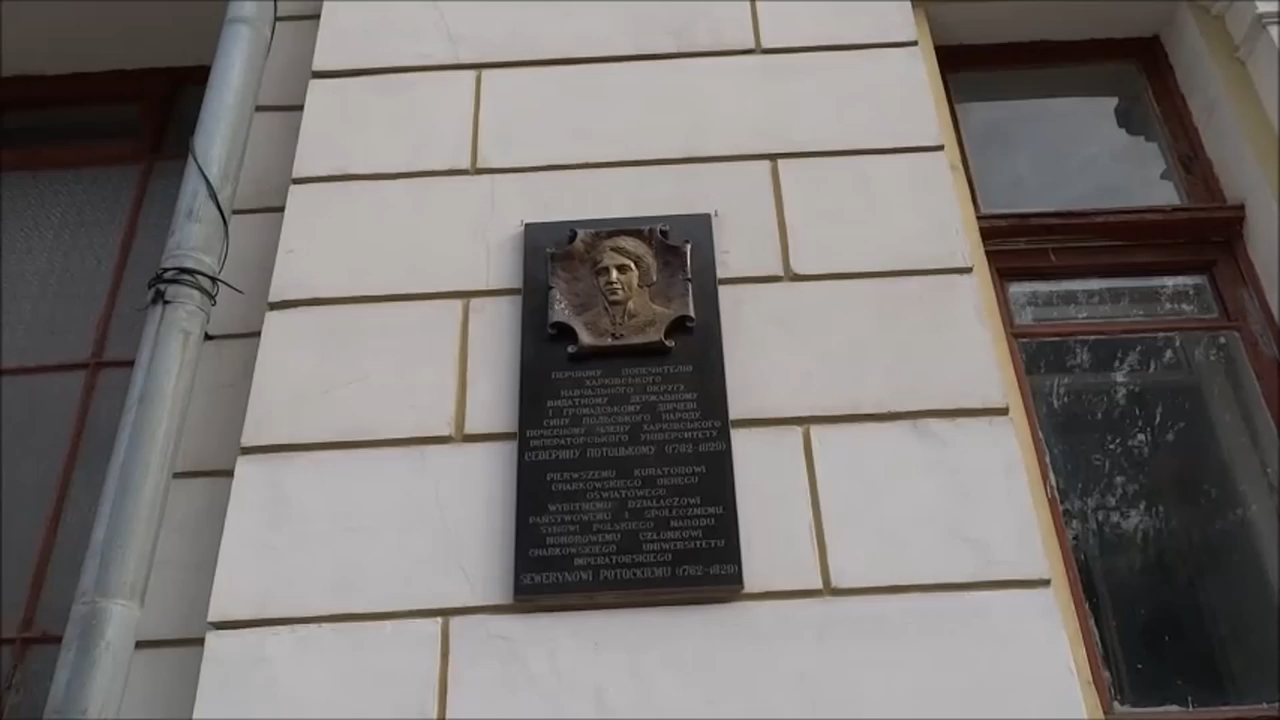 ПЕРШОМУ ПОПЕЧИТЕЛЮ
ХАРКІВСЬКОГО
НАВЧАЛЬНОГО ОКРУГУ,
ВИДАТНОМУ ДЕРЖАВНОМУ
І ГРОМАДСЬКОМУ ДІЯЧЕВІ
СИНУ ПОЛЬСЬКОГО НАРОДУ,
ПОЧЕСНОМУ ЧЛЕНУ ХАРКІВСЬКОГО
ІМПЕРАТОРСЬКОГО УНІВЕРСИТЕТУ
СЕВЕРИНУ ПОТОЦЬКОМУ (1762-1829)
PIERWSZEMU KURATOROWI
CHARKOWSKIEGO OKRĘGU
OŚWIATOWEGO,
WYBITNEMU DZIAŁACZOWI
PAŃSTWOWEMU I SPOŁECZNEMU,
SYNOWI POLSKIEGO NARODU,
HONOROWEMU CZŁONKOWI
CHARKOWSKIEGO UNIWERSITETU
IMPERATORSKIEGO
SEWERYNOWI POTOCKIEMU (1762-1829)